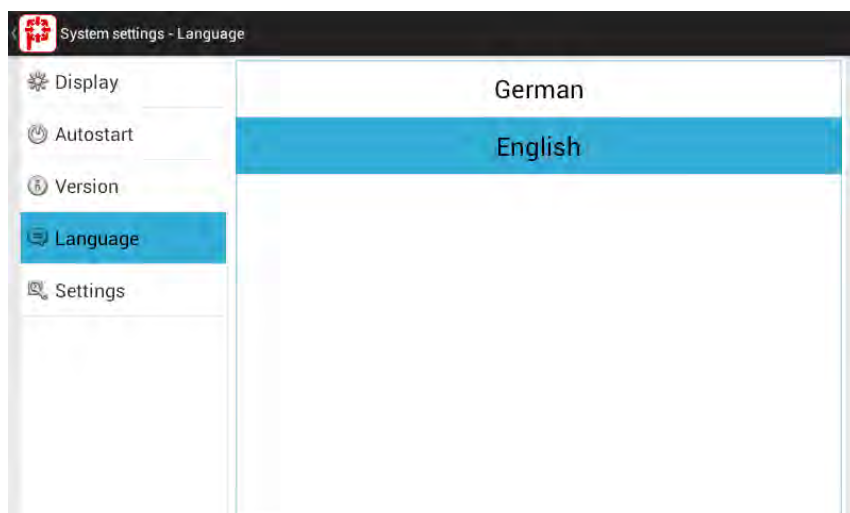 System settings - Language
Display
Autostart
Version
Language
Settings
German
English